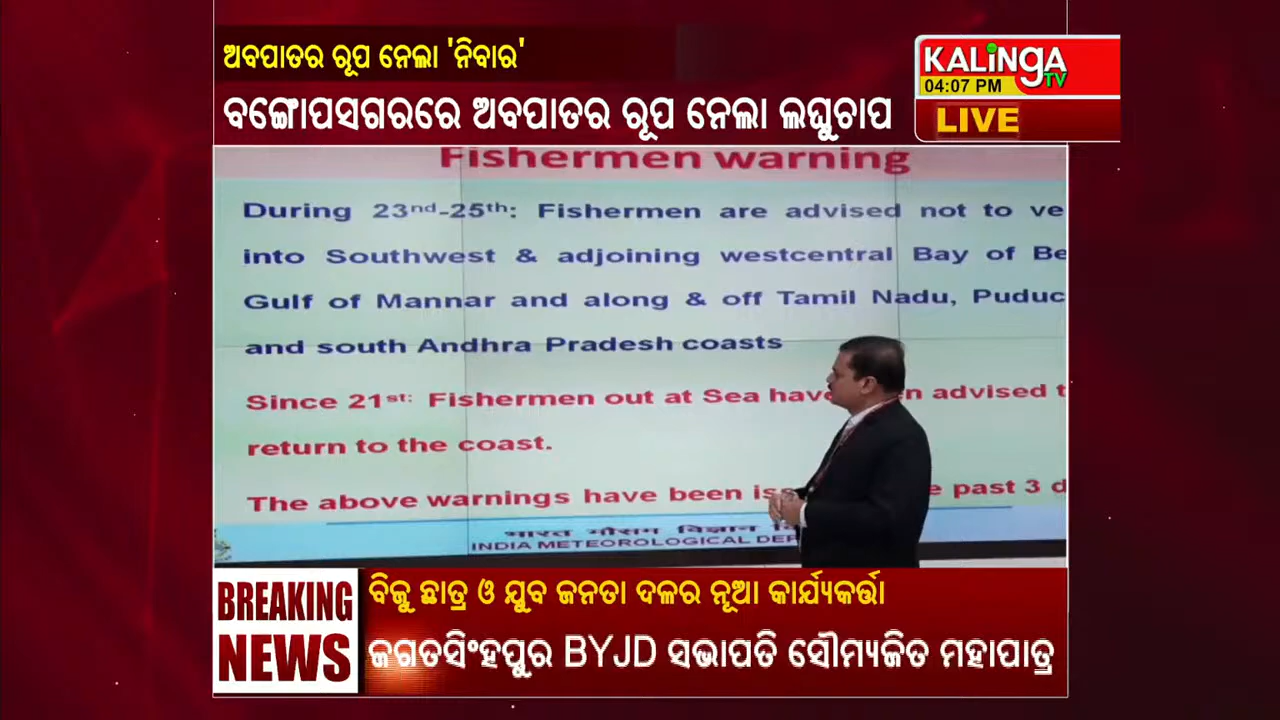 ଅବପାତର ରୂପ ନେଲା 'ନିବାର'
ବଙ୍ଗୋପସଗରରେ ଅବପାତର ରୂପ ନେଲା ଲଘୁଚାପ
KALINGA TV
04:07 PM
LIVE
Fishermen warning
During 23nd-25th: Fishermen are advised not to ve
into Southwest & adjoining westcentral Bay of Be
Gulf of Mannar and along & off Tamil Nadu, Puduc
and south Andhra Pradesh coasts
Since 21st: Fishermen out at Sea have advised t
return to the coast.
The above warnings have been past 3 d
भारत मौसम विज्ञान
INDIA METEOROLOGICAL DEP
BREAKING NEWS
ବିଜୁ ଛାତ୍ର ଓ ଯୁବ ଜନତା ଦଳର ନୂଆ କାର୍ଯ୍ୟକର୍ତ୍ତା
ଜଗତସିଂହପୁର BYJD ସଭାପତି ସୌମ୍ୟଜିତ ମହାପାତ୍ର